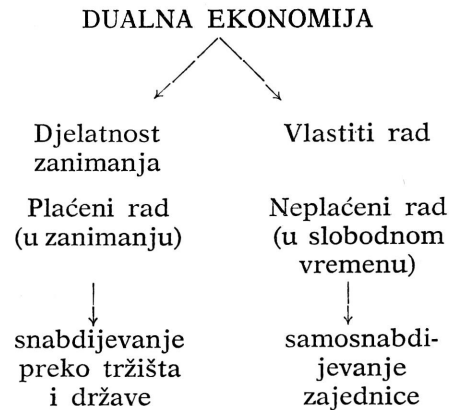 DUALNA EKONOMIJA
Djelatnost
zanimanja
Vlastiti rad
Plaćeni rad
(u zanimanju)
Neplaćeni rad
(u slobodnom
vremenu)
snabdijevanje
preko tržišta
i države
samosnabdi-
jevanje
zajednice